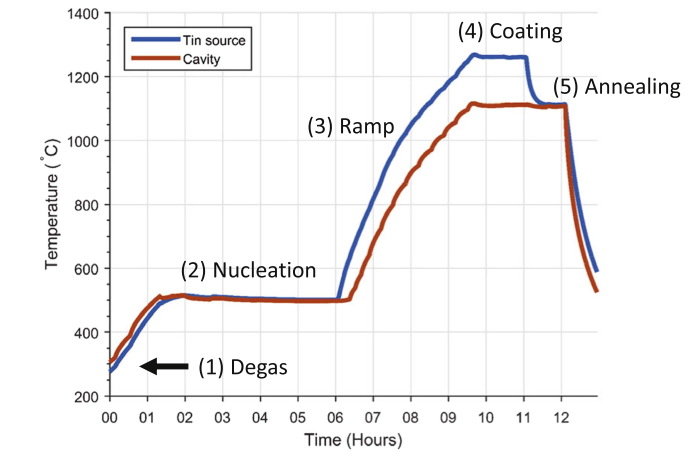 1400
1200
1000
800
600
400
200
Temperature (°C)
Tin source
Cavity
(4) Coating
(5) Annealing
(3) Ramp
(2) Nucleation
(1) Degas
00 01 02 03 04 05 06 07 08 09 10 11 12
Time (Hours)